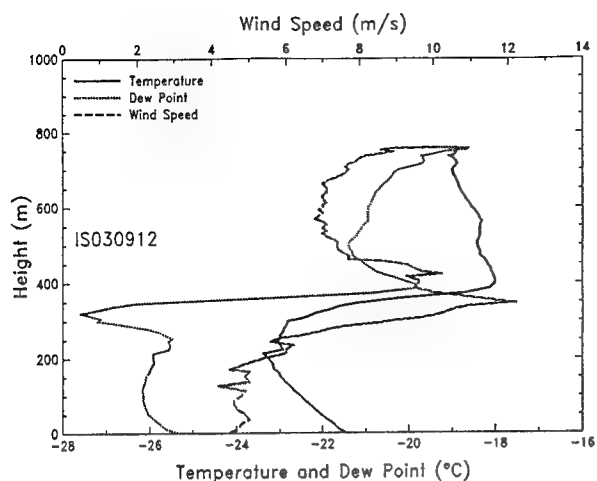 Wind Speed (m/s)
0 2 4 6 8 10 12 14
1000
Temperature
Dew Point
Wind Speed
800
600
IS030912
Height (m)
400
200
0
-28 -26 -24 -22 -20 -18 -16
Temperature and Dew Point (°C)